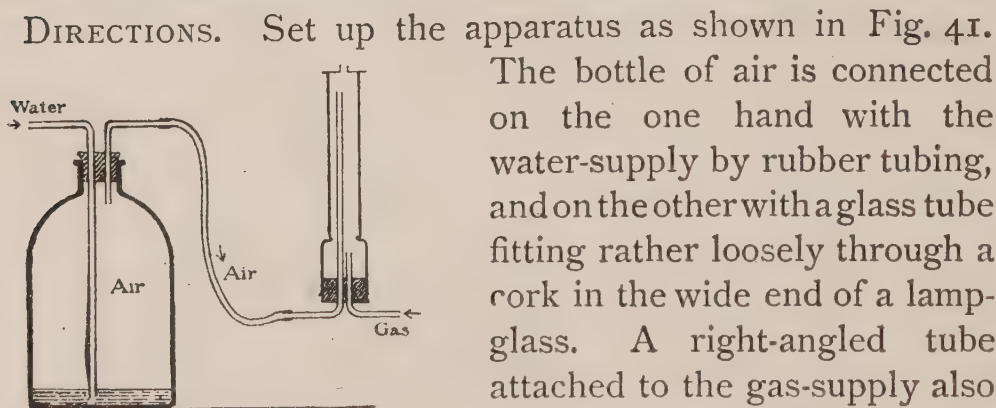 DIRECTIONS. Set up the apparatus as shown in Fig. 41.
The bottle of air is connected
on the one hand with the
water-supply by rubber tubing,
and on the other with a glass tube
fitting rather loosely through a
cork in the wide end of a lamp-
glass. A right-angled tube
attached to the gas-supply also
Water
Air
Air
Gas